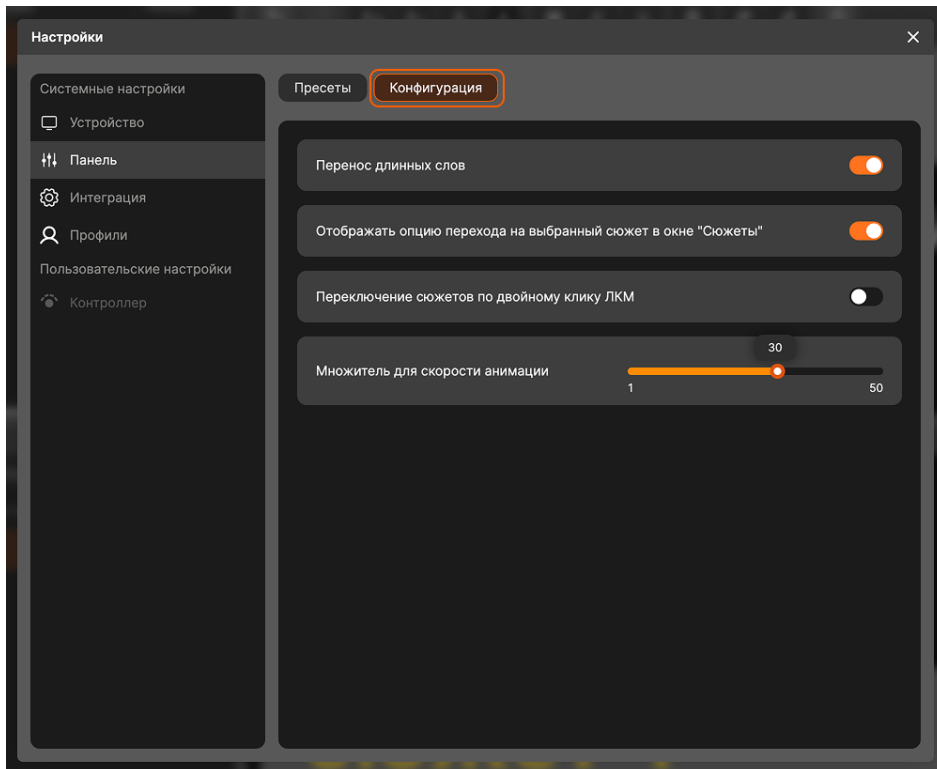 Настройки
Системные настройки
Устройство
Панель
Интеграция
Профили
Пользовательские настройки
Контроллер
Пресеты
Конфигурация
Перенос длинных слов
Отображать опцию перехода на выбранный сюжет в окне "Сюжеты"
Переключение сюжетов по двойному клику ЛКМ
30
Множитель для скорости анимации
1
50